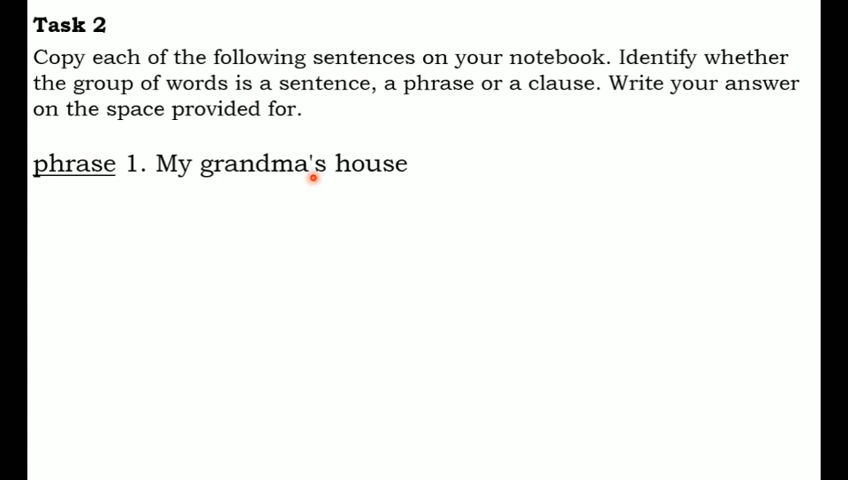 Task 2
Copy each of the following sentences on your notebook. Identify whether
the group of words is a sentence, a phrase or a clause. Write your answer
on the space provided for.
phrase 1. My grandma's house